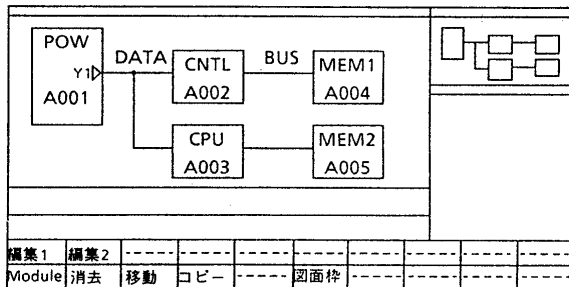 POW
DATA
CNTL
BUS
MEM1
Y1
A001
A002
A004
CPU
MEM2
A003
A005
編集1 編集2
Module 消去 移動 コピー 図面枠